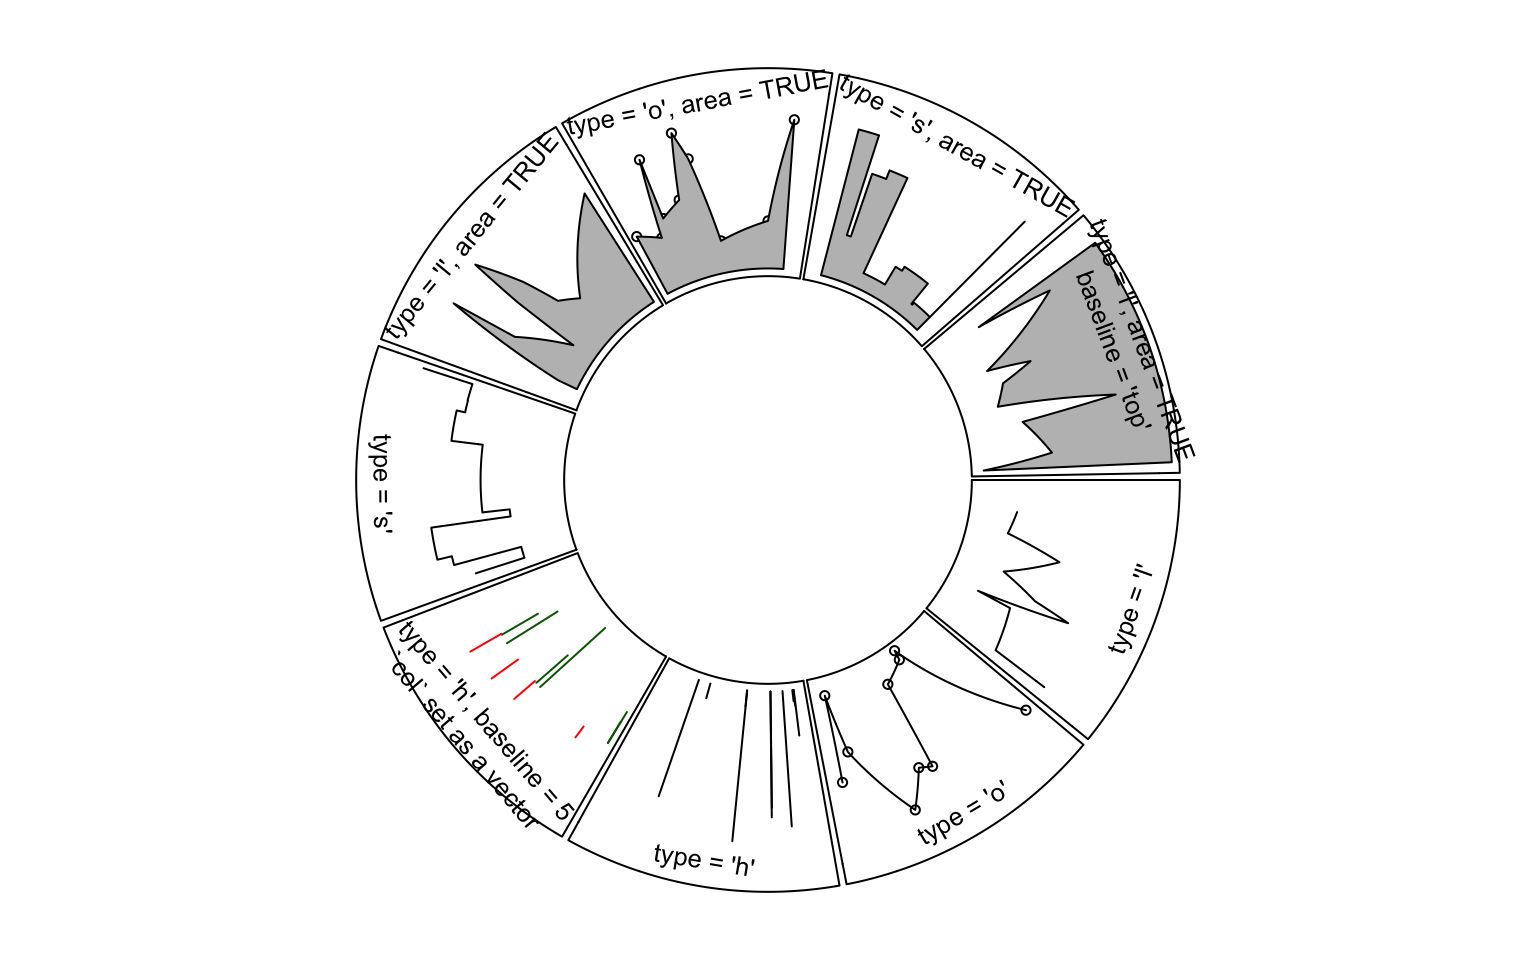 type = 'l'
type = 'o'
type = 'h'
type = 'h', baseline = 5
`col` set as a vector
type = 's'
type = 'l', area = TRUE
type = 'o', area = TRUE
type = 's', area = TRUE
type = 'l', area = TRUE
baseline = 'top'